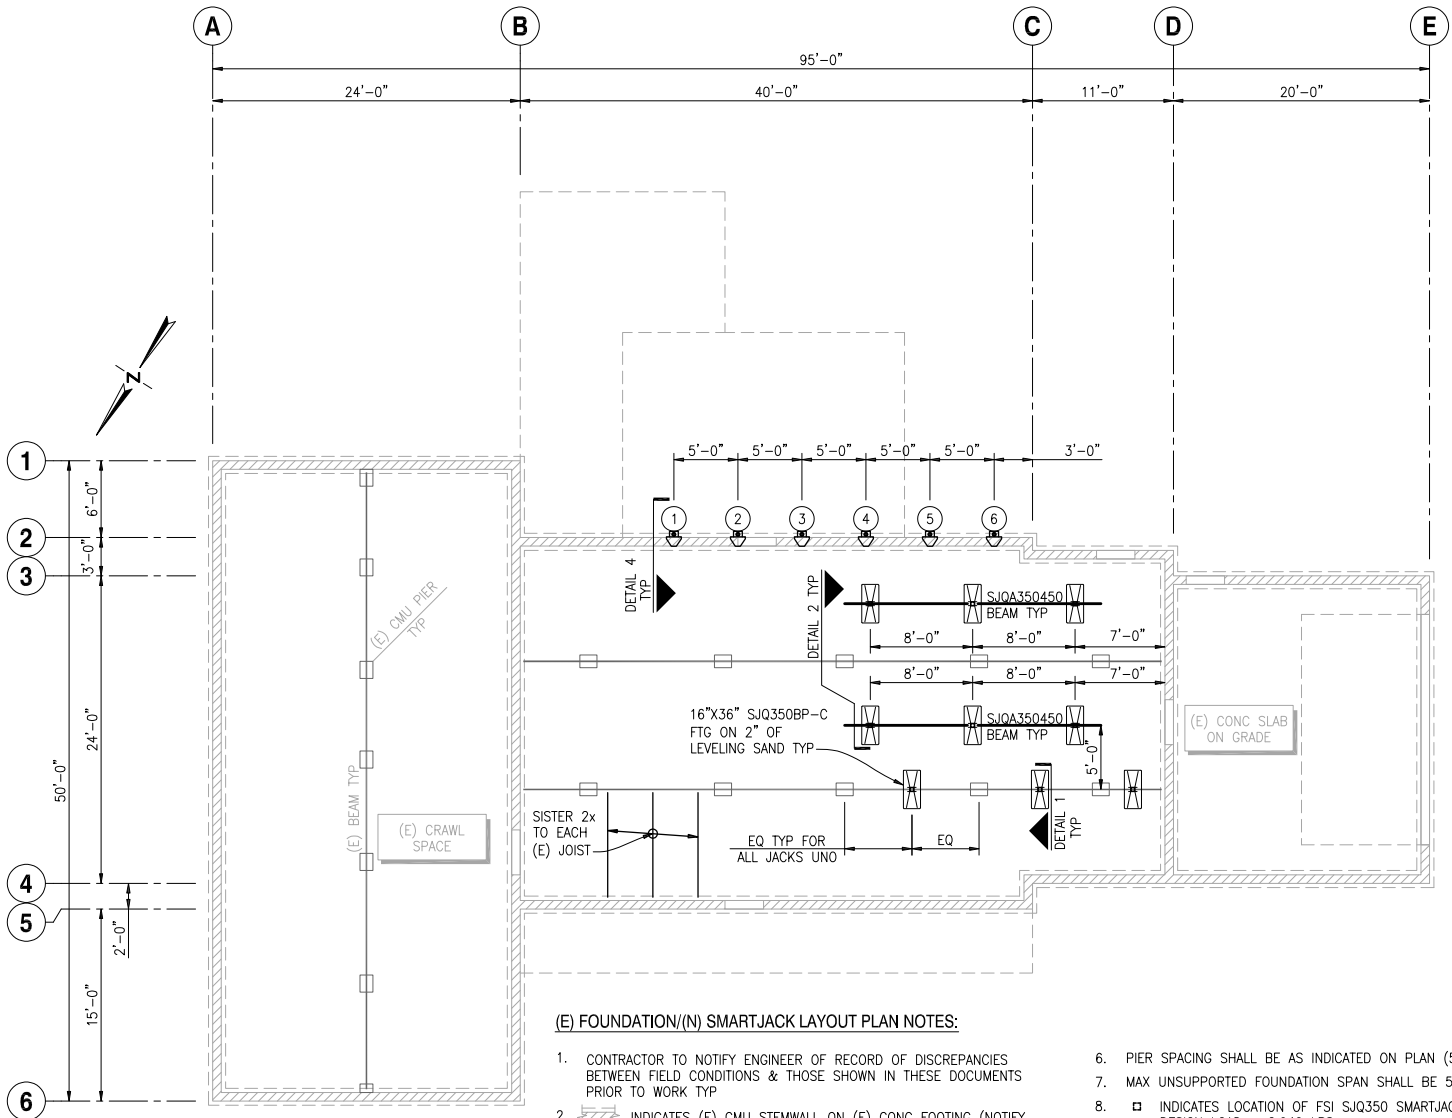 A
B
C
D
E
95'-0"
24'-0"
40'-0"
11'-0"
20'-0"
N
1
2
3
4
5
6
50'-0"
6'-0"
3'-0"
24'-0"
2'-0"
15'-0"
5'-0"
5'-0"
5'-0"
5'-0"
5'-0"
3'-0"
1
2
3
4
5
6
DETAIL 4
TYP
DETAIL 2 TYP
SJQA350450
BEAM TYP
8'-0"
8'-0"
7'-0"
8'-0"
8'-0"
7'-0"
SJQA350450
BEAM TYP
5'-0"
16"X36" SJQ350BP-C
FTG ON 2" OF
LEVELING SAND TYP
(E) CMU PIER
TYP
(E) BEAM TYP
(E) CRAWL
SPACE
(E) CONC SLAB
ON GRADE
SISTER 2x
TO EACH
(E) JOIST
EQ TYP FOR
ALL JACKS UNO
EQ
DETAIL 1
TYP
(E) FOUNDATION/(N) SMARTJACK LAYOUT PLAN NOTES:
1. CONTRACTOR TO NOTIFY ENGINEER OF RECORD OF DISCREPANCIES
BETWEEN FIELD CONDITIONS & THOSE SHOWN IN THESE DOCUMENTS
PRIOR TO WORK TYP
2. INDICATES (E) CMU STEMWALL ON (E) CONC FOOTING (NOTIFY
6. PIER SPACING SHALL BE AS INDICATED ON PLAN
7. MAX UNSUPPORTED FOUNDATION SPAN SHALL BE
8. INDICATES LOCATION OF FSI SJQ350